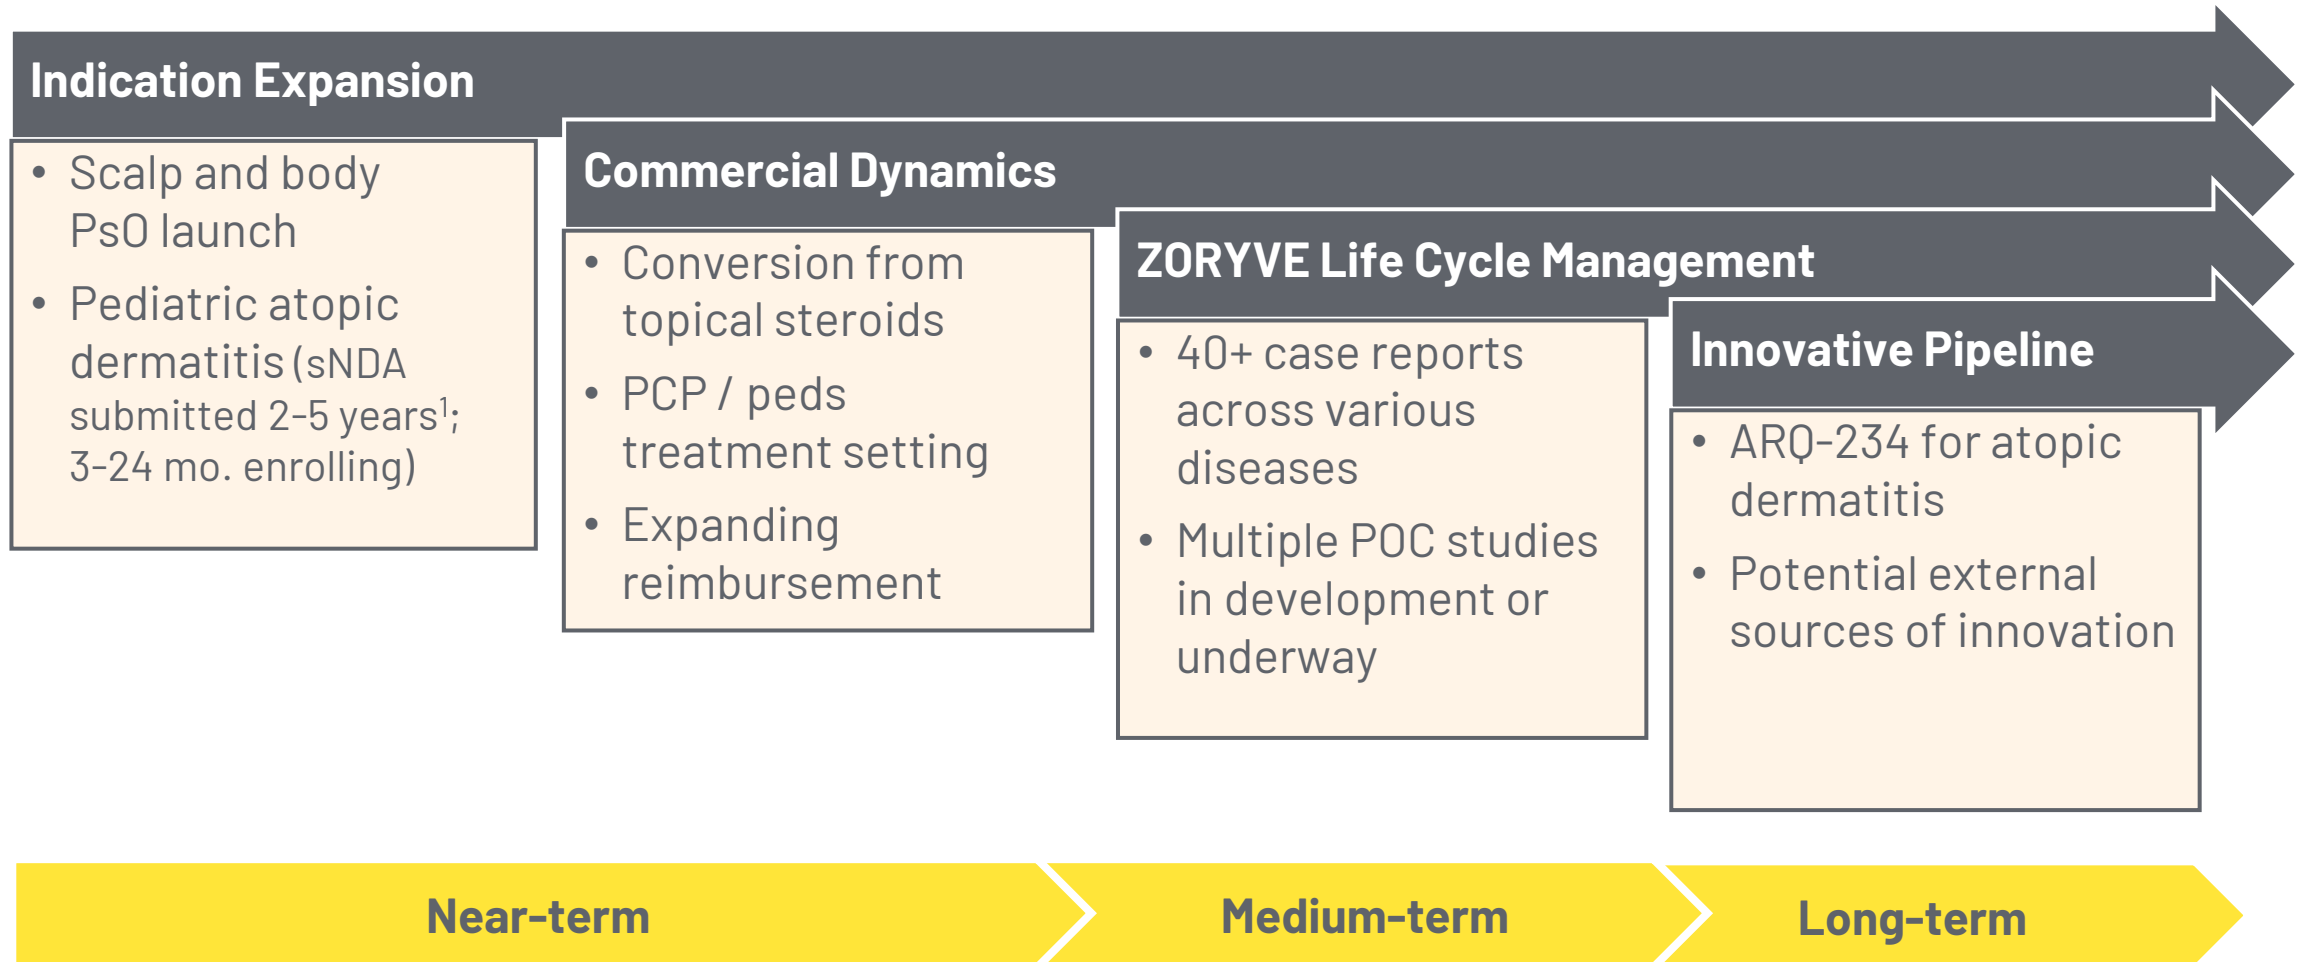 Indication Expansion
• Scalp and body
PsO launch
• Pediatric atopic
dermatitis (sNDA
submitted 2-5 years¹;
3-24 mo. enrolling)
Commercial Dynamics
• Conversion from
topical steroids
• PCP / peds
treatment setting
• Expanding
reimbursement
ZORYVE Life Cycle Management
• 40+ case reports
across various
diseases
• Multiple POC studies
in development or
underway
Innovative Pipeline
• ARQ-234 for atopic
dermatitis
• Potential external
sources of innovation
Near-term
Medium-term
Long-term